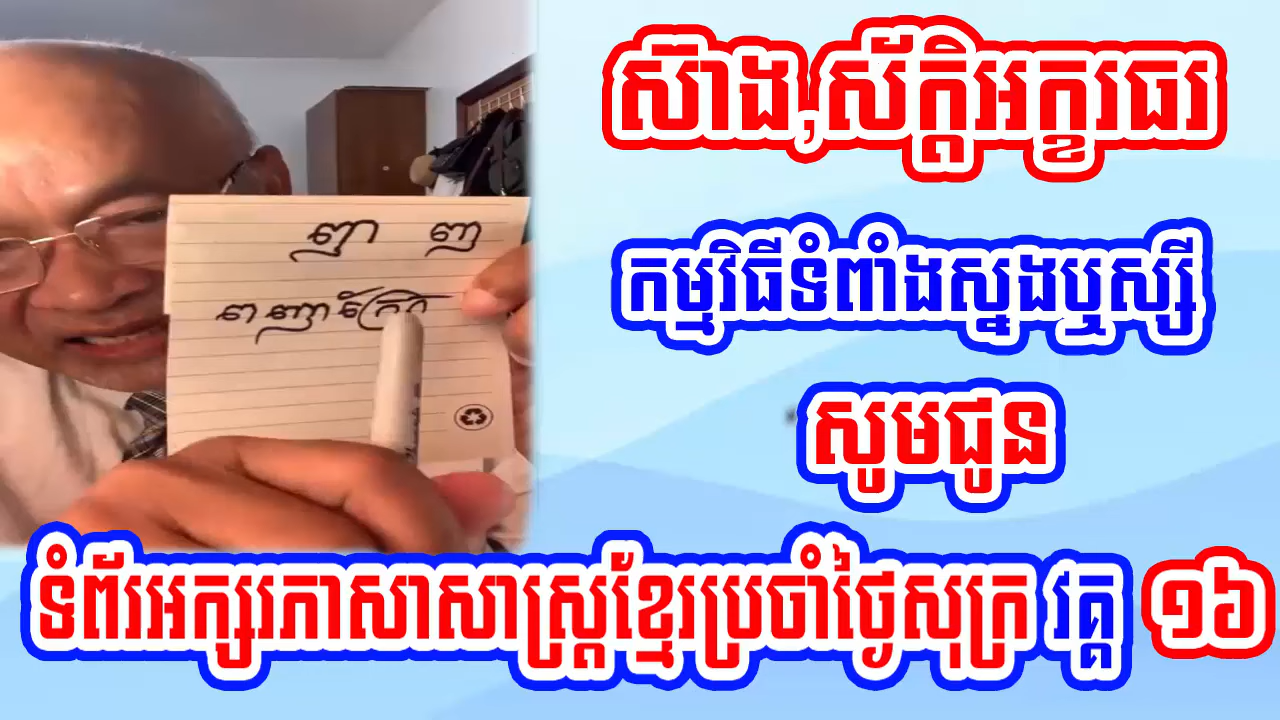 ស៊ាង,ស័ក្ដិអក្ខរធរ
កម្មវិធីទំពាំងស្នងឬស្សី
សូមជូន
ទំព័រអក្សរភាសាសាស្ត្រខ្មែរប្រចាំថ្ងៃសុក្រ វគ្គ ១៦
ញ្ញា ញ